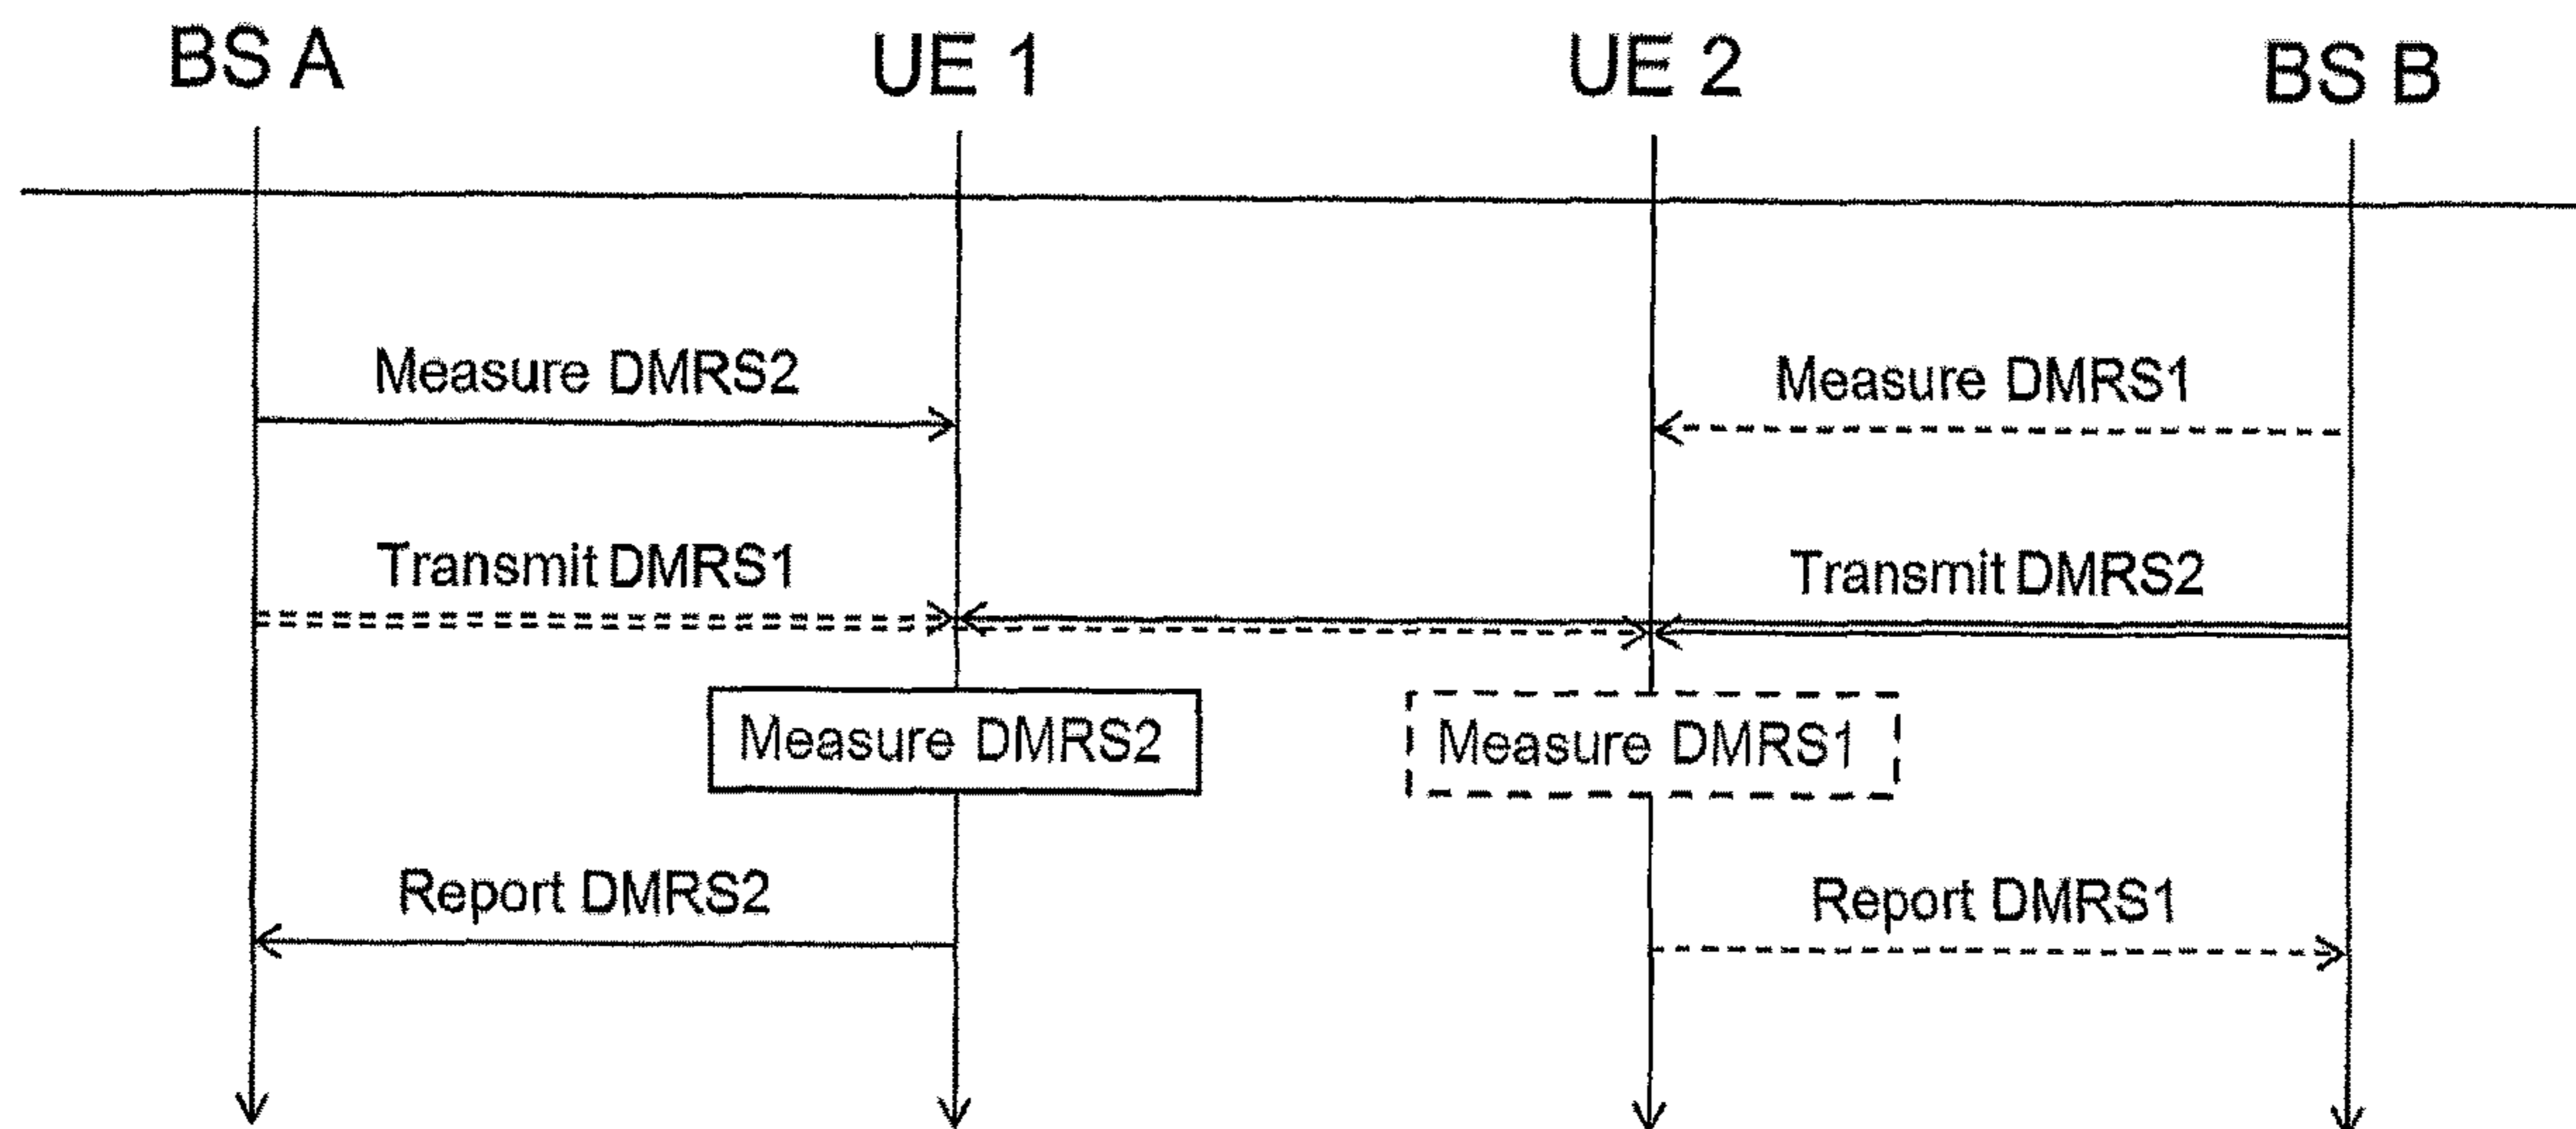 BS A UE 1 UE 2 BS B
Measure DMRS2 Measure DMRS1
Transmit DMRS1 Transmit DMRS2
Measure DMRS2 Measure DMRS1
Report DMRS2 Report DMRS1